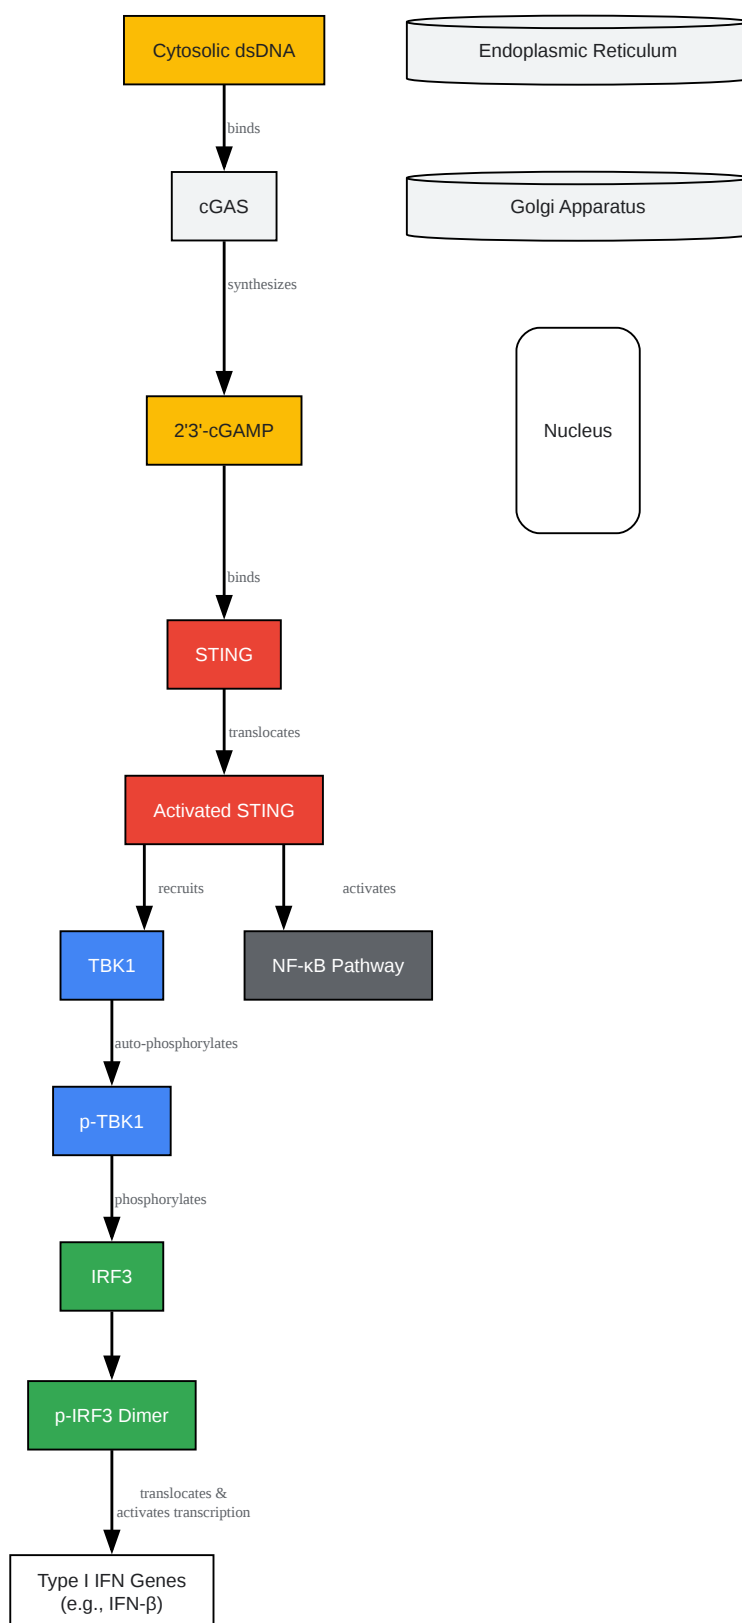 Cytosolic dsDNA
Endoplasmic Reticulum
binds
cGAS
Golgi Apparatus
synthesizes
2'3'-cGAMP
Nucleus
binds
STING
translocates
Activated STING
recruits
activates
TBK1
NF-κB Pathway
auto-phosphorylates
p-TBK1
phosphorylates
IRF3
p-IRF3 Dimer
translocates &
activates transcription
Type I IFN Genes
(e.g., IFN-β)